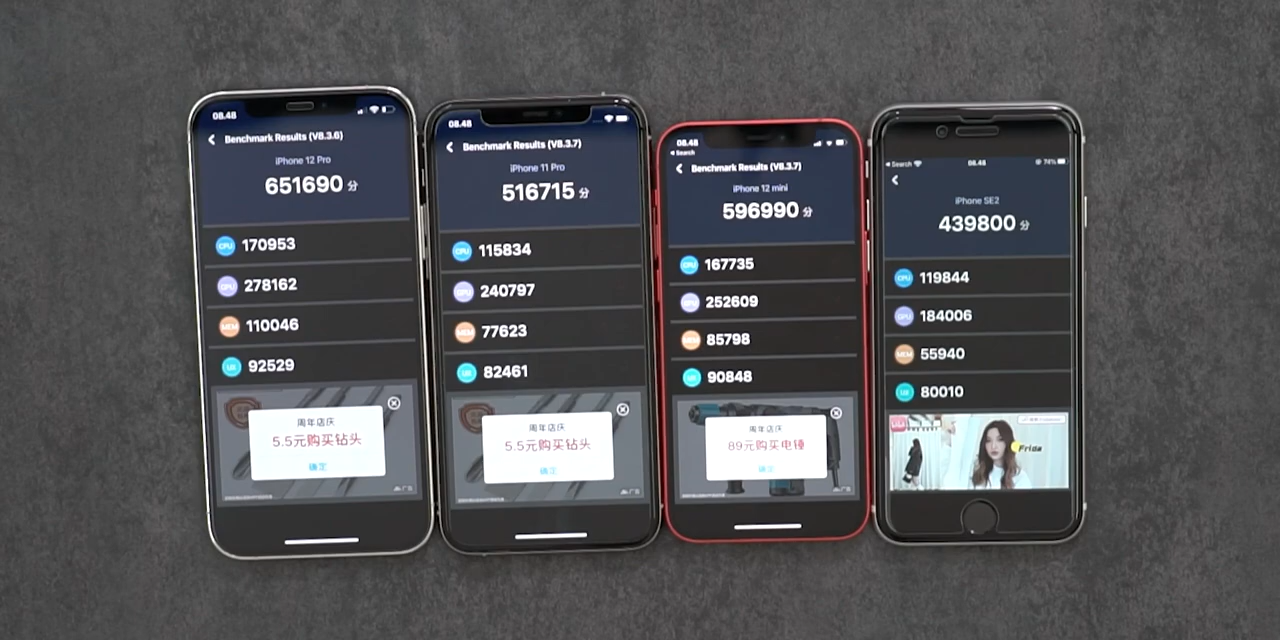 08.48
Benchmark Results (V8.3.6)
iPhone 12 Pro
651690 分
CPU 170953
GPU 278162
MEM 110046
UX 92529
周年店庆
5.5元购买钻头
确定
08.48
Benchmark Results (V8.3.7)
iPhone 11 Pro
516715 分
CPU 115834
GPU 240797
MEM 77623
UX 82461
周年店庆
5.5元购买钻头
确定
08.48
Search
Benchmark Results (V8.3.7)
iPhone 12 mini
596990 分
CPU 167735
GPU 252609
MEM 85798
UX 90848
周年店庆
89元购买电锤
确定
Search 08.48 74%
iPhone SE2
439800 分
CPU 119844
GPU 184006
MEM 55940
UX 80010
Frida